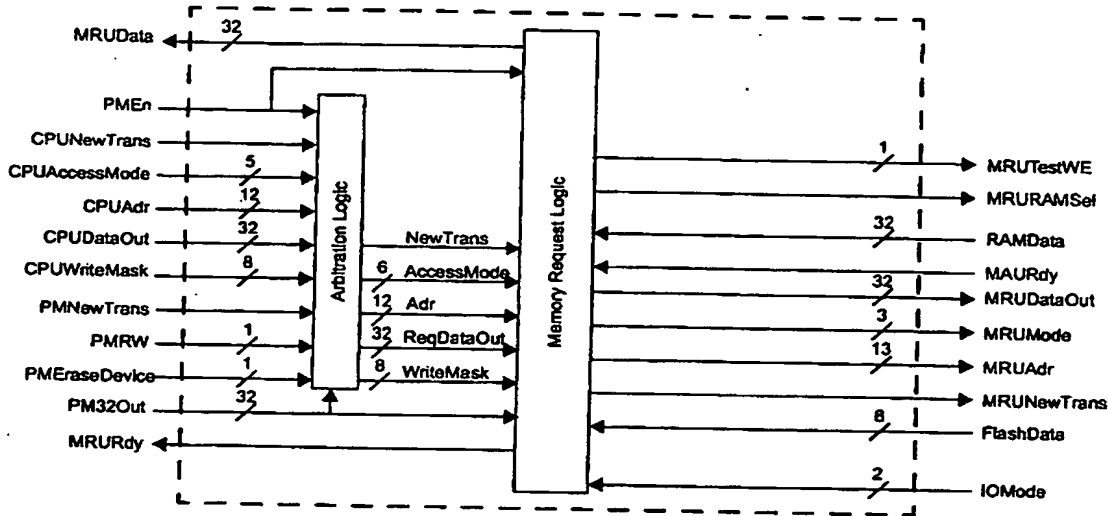 MRUData
32
PMEn
CPUNewTrans
CPUAccessMode
5
CPUAdr
12
CPUDataOut
32
CPUWriteMask
8
PMNewTrans
PMRW
1
PMEraseDevice
1
PM32Out
32
MRURdy
Arbitration Logic
NewTrans
6
AccessMode
12
Adr
32
ReqDataOut
8
WriteMask
Memory Request Logic
1
MRUTestWE
MRURAMSel
32
RAMData
MAURdy
32
MRUDataOut
3
MRUMode
13
MRUAdr
MRUNewTrans
8
FlashData
2
IOMode